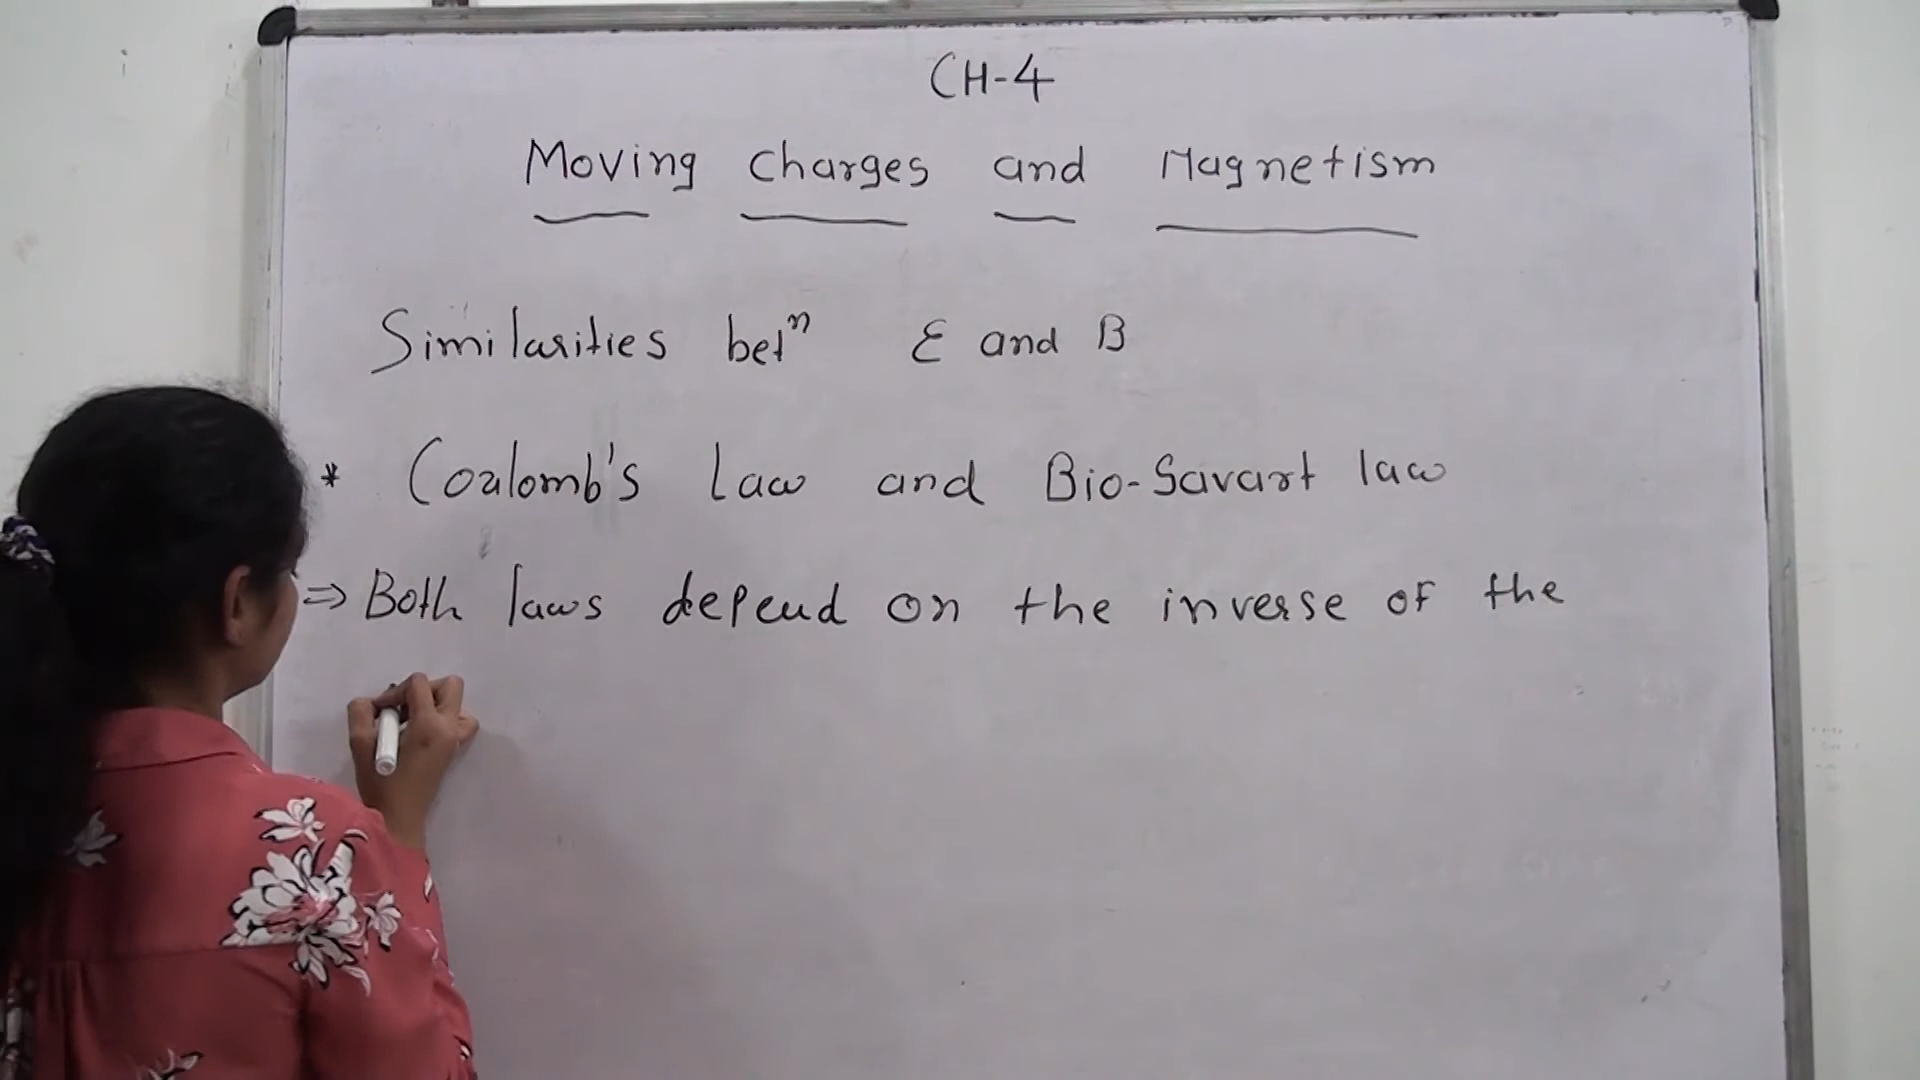 CH-4
Moving charges and Magnetism
Similarities betⁿ E and B
* Coulomb's Law and Bio-Savart law
⇒ Both laws depend on the inverse of the